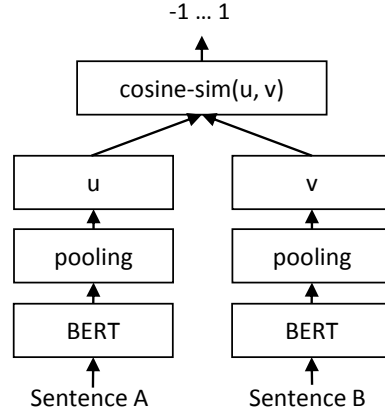 -1 … 1
cosine-sim(u, v)
u v
pooling pooling
BERT BERT
Sentence A Sentence B